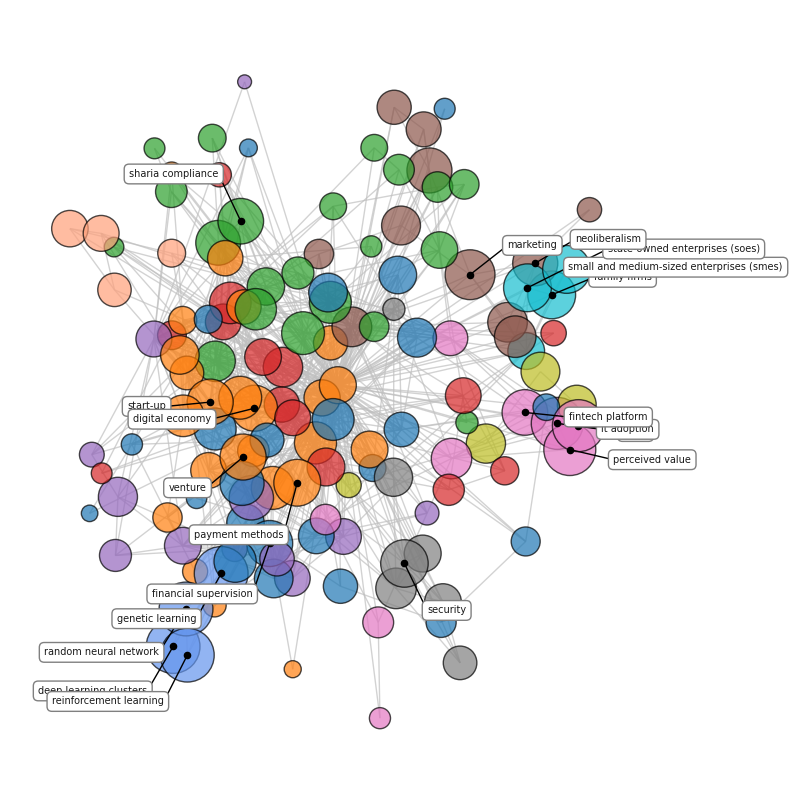 sharia compliance
neoliberalism
marketing
state-owned enterprises (soes)
small and medium-sized enterprises (smes)
family firms
start-up
digital economy
fintech platform
it adoption
perceived value
venture
payment methods
financial supervision
security
genetic learning
random neural network
deep learning clusters
reinforcement learning